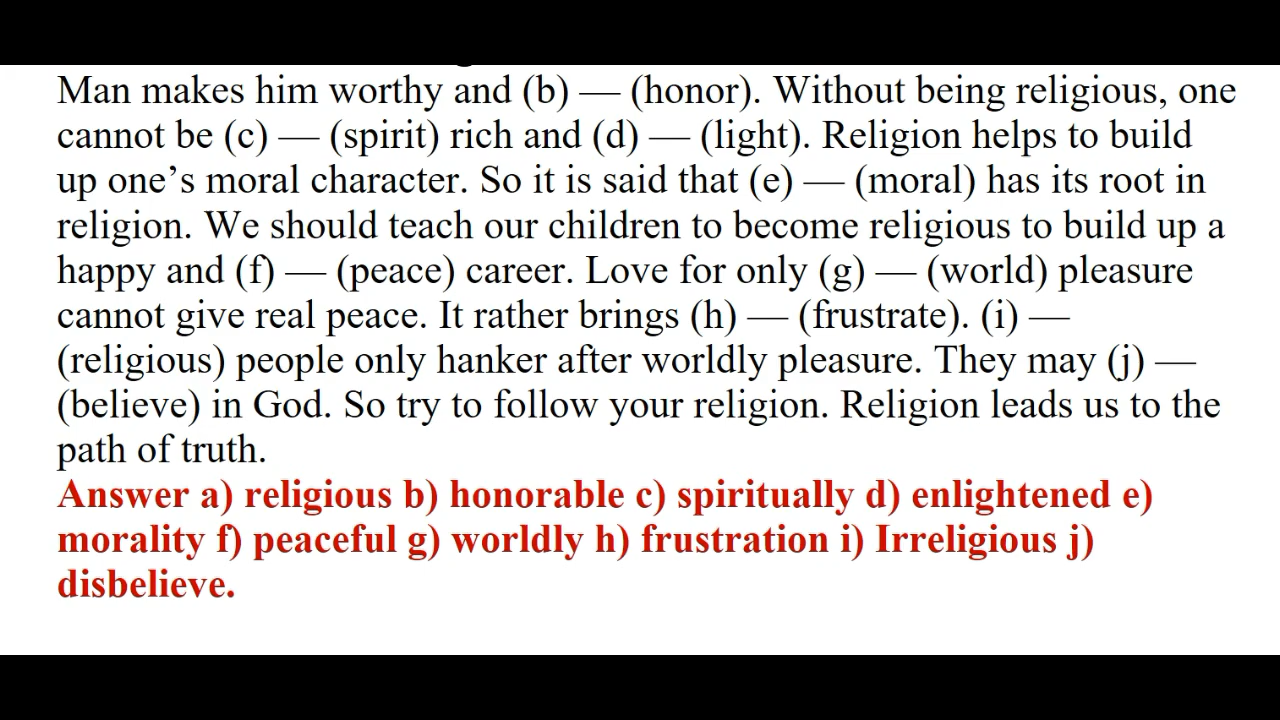 Man makes him worthy and (b) — (honor). Without being religious, one
cannot be (c) — (spirit) rich and (d) — (light). Religion helps to build
up one’s moral character. So it is said that (e) — (moral) has its root in
religion. We should teach our children to become religious to build up a
happy and (f) — (peace) career. Love for only (g) — (world) pleasure
cannot give real peace. It rather brings (h) — (frustrate). (i) —
(religious) people only hanker after worldly pleasure. They may (j) —
(believe) in God. So try to follow your religion. Religion leads us to the
path of truth.
Answer a) religious b) honorable c) spiritually d) enlightened e)
morality f) peaceful g) worldly h) frustration i) Irreligious j)
disbelieve.